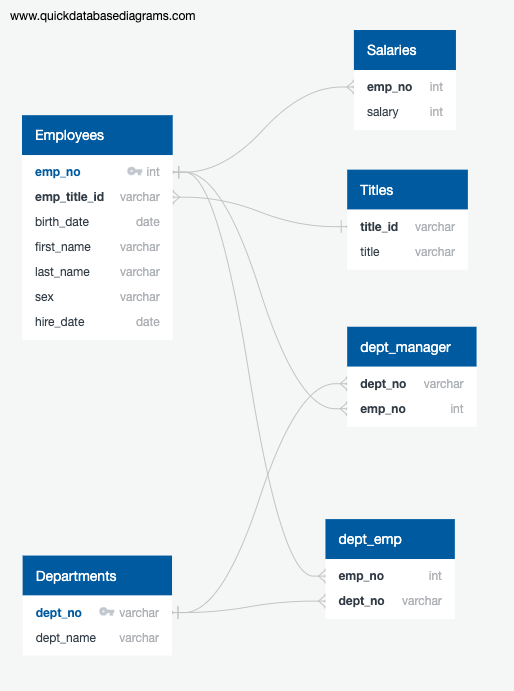 www.quickdatabasediagrams.com
Salaries
emp_no int
salary int
Employees
emp_no int
emp_title_id varchar
birth_date date
first_name varchar
last_name varchar
sex varchar
hire_date date
Titles
title_id varchar
title varchar
dept_manager
dept_no varchar
emp_no int
dept_emp
emp_no int
dept_no varchar
Departments
dept_no varchar
dept_name varchar